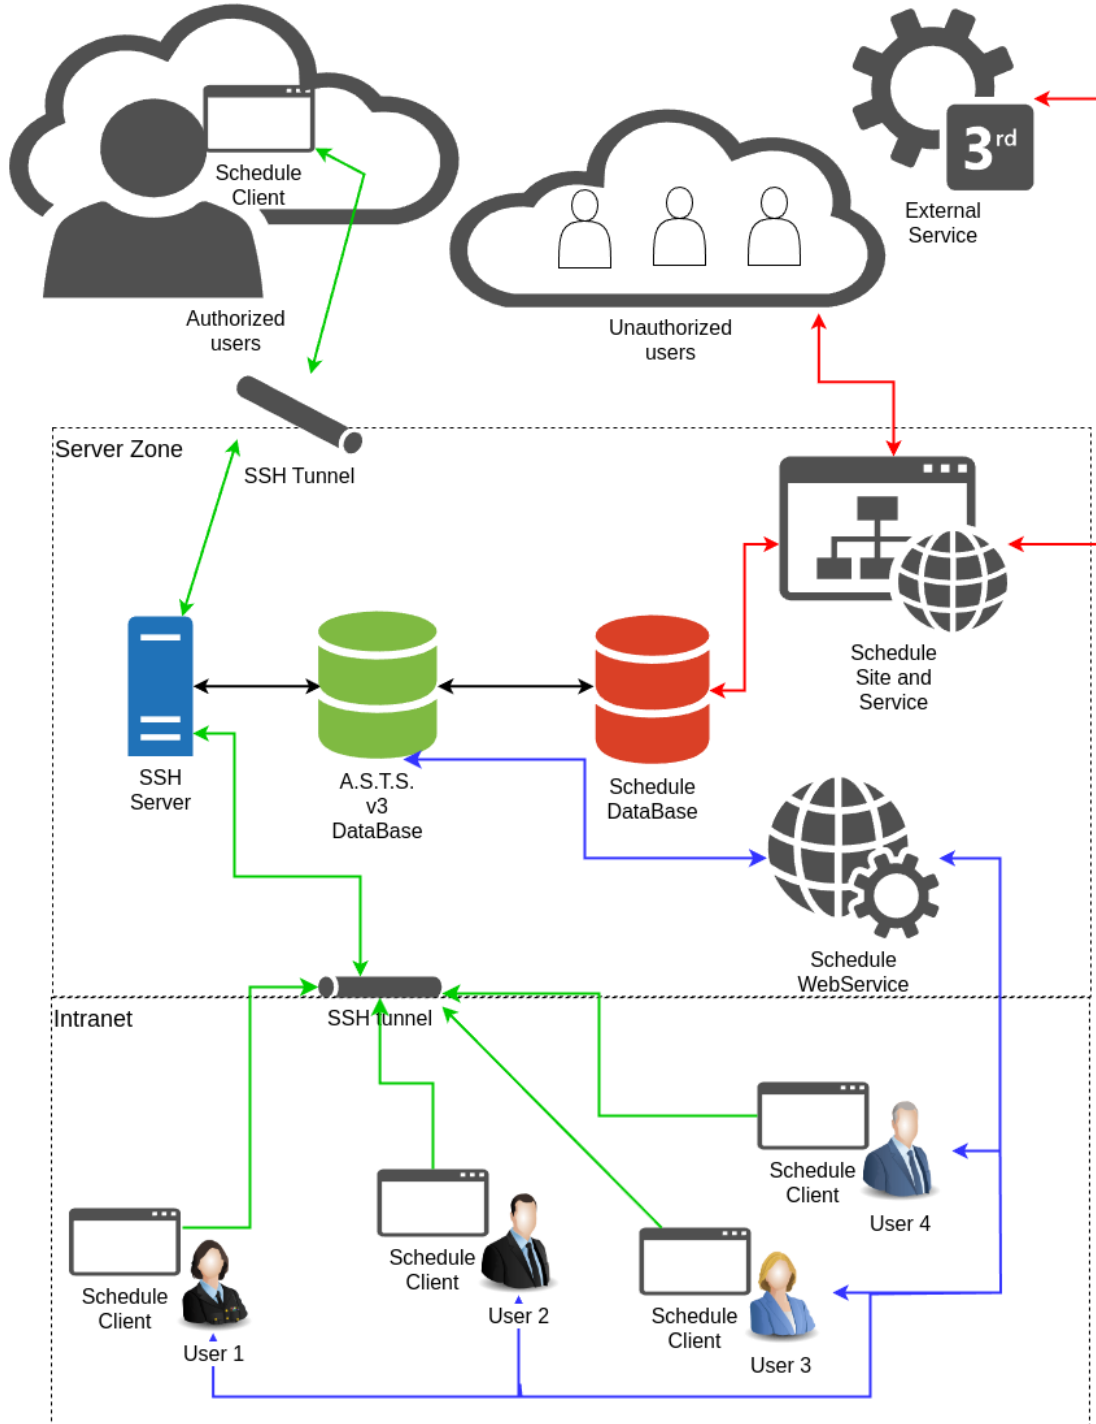 3rd
Schedule
Client
External
Service
Authorized
users
Unauthorized
users
Server Zone
SSH Tunnel
Schedule
Site and
Service
SSH
Server
A.S.T.S.
v3
DataBase
Schedule
DataBase
Schedule
WebService
Intranet
SSH tunnel
Schedule
Client
User 4
Schedule
Client
User 2
Schedule
Client
User 1
Schedule
Client
User 3